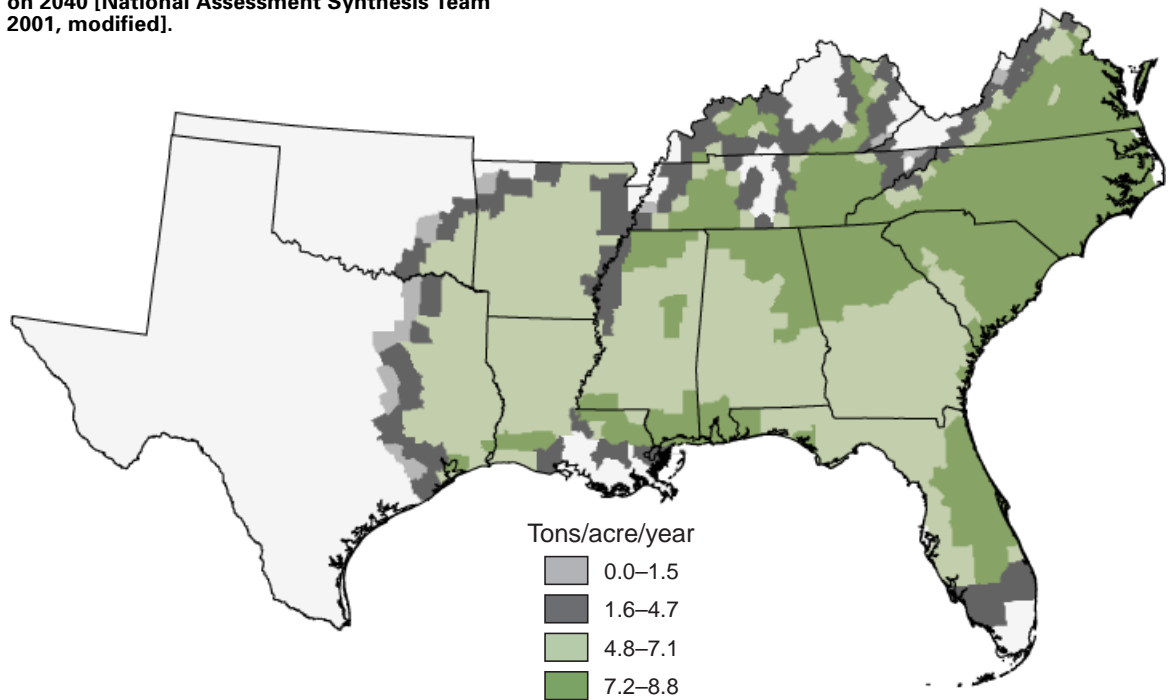 on 2040 [National Assessment Synthesis Team
2001, modified].
Tons/acre/year
0.0–1.5
1.6–4.7
4.8–7.1
7.2–8.8